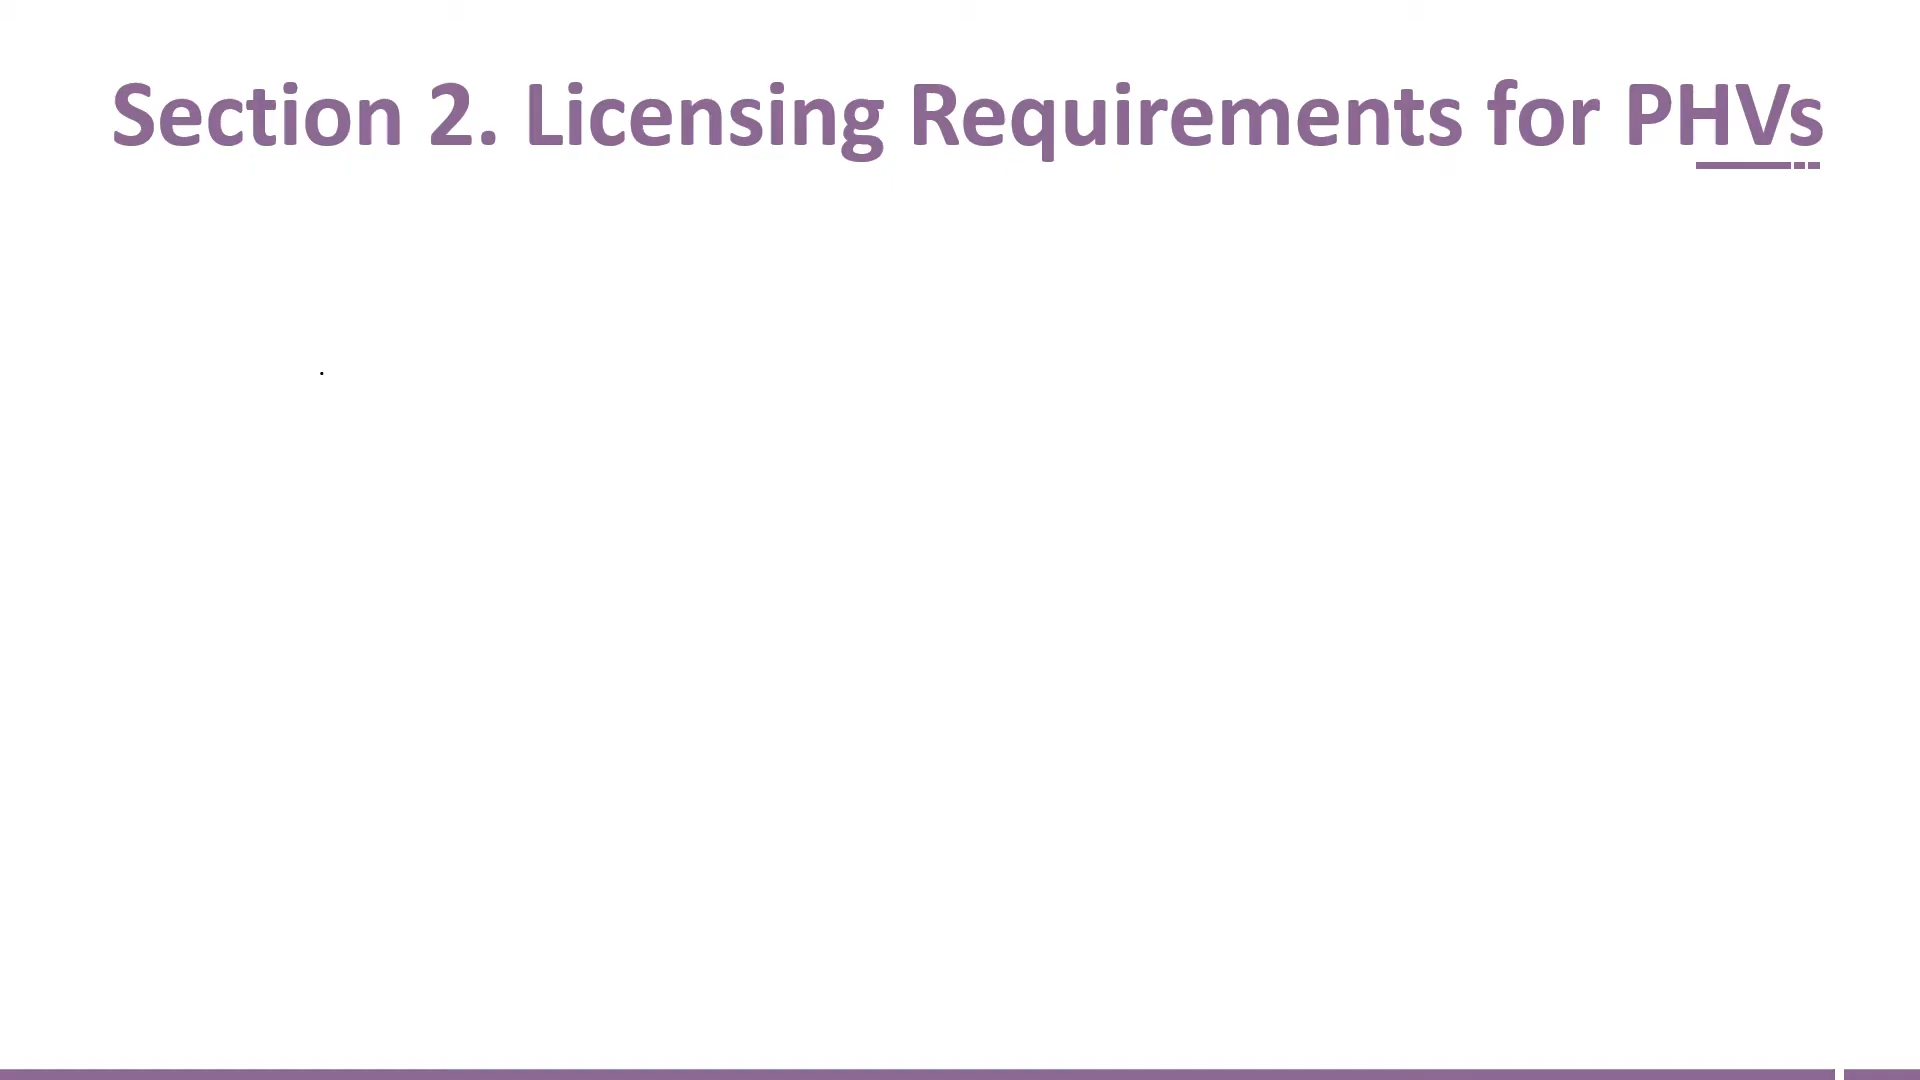 Section 2. Licensing Requirements for PHVs
.